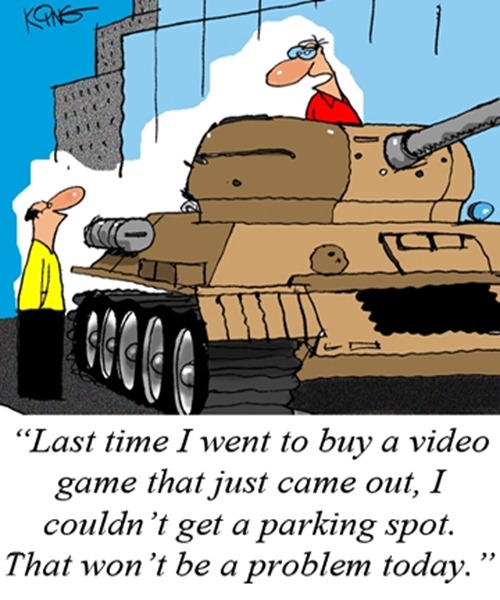 KING
“Last time I went to buy a video
game that just came out, I
couldn’t get a parking spot.
That won’t be a problem today.”